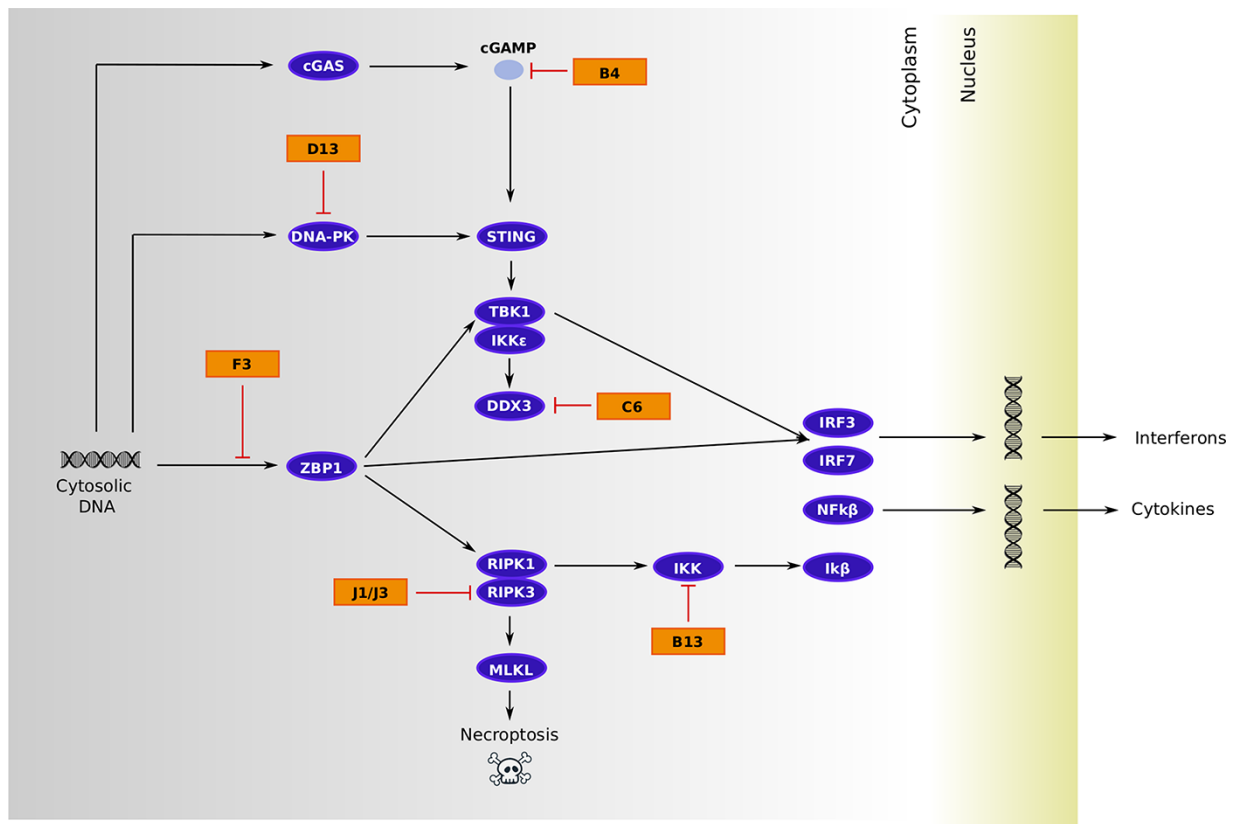 cGAMP
cGAS
B4
Cytoplasm
Nucleus
D13
DNA-PK
STING
TBK1
IKKε
F3
DDX3
C6
IRF3
Interferons
IRF7
ZBP1
Cytosolic
DNA
NFkβ
Cytokines
RIPK1
IKK
Ikβ
J1/J3
RIPK3
B13
MLKL
Necroptosis